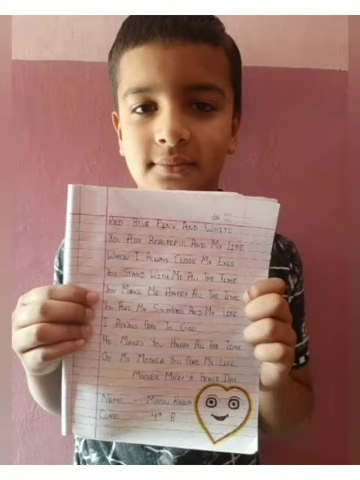 RED BLUE PINK AND WHITE
YOU ARE BEAUTEFUL AND MY LIFE
WHEN I ALWAYS CLOSE MY EYES
YOU STAND WITH ME ALL THE TIME
YOU MAKE ME HAPPY ALL THE TIME
YOU ARE MY SUNSHINE AND MY LIFE
I ALWAYS PRAY TO GOD
HE MAKES YOU HAPPY ALL THE TIME
OH MY MOTHER YOU ARE MY LIFE
MOTHER
DAY
NAME -
CLASS 4th B